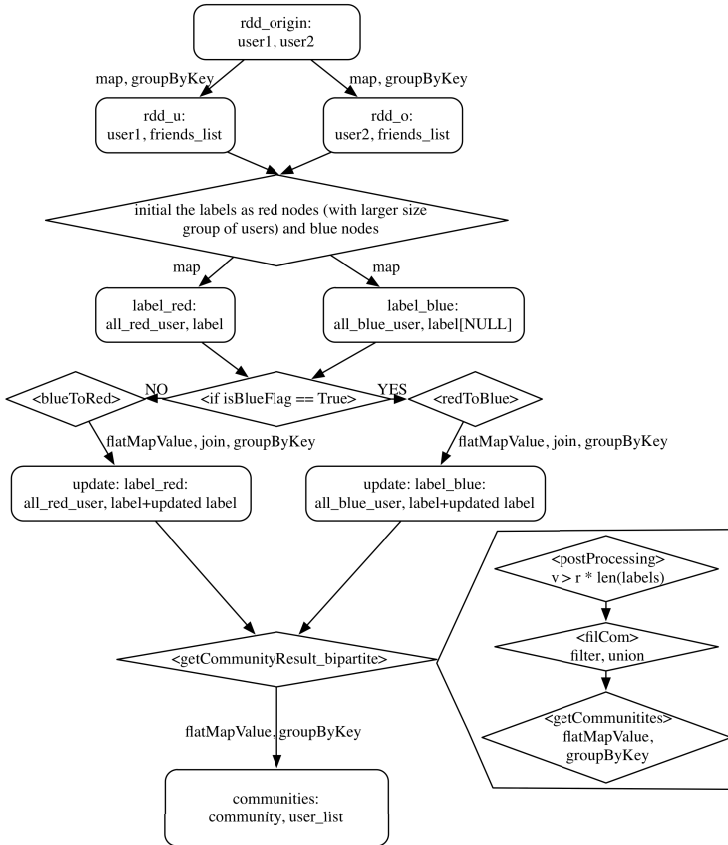 rdd_origin:
user1, user2
map, groupByKey
map, groupByKey
rdd_u:
user1, friends_list
rdd_o:
user2, friends_list
initial the labels as red nodes (with larger size
group of users) and blue nodes
map
map
label_red:
all_red_user, label
label_blue:
all_blue_user, label[NULL]
<blueToRed>
NO
<if isBlueFlag == True>
YES
<redToBlue>
flatMapValue, join, groupByKey
flatMapValue, join, groupByKey
update: label_red:
all_red_user, label+updated label
update: label_blue:
all_blue_user, label+updated label
<postProcessing>
v> r * len(labels)
<filCom>
filter, union
<getCommunityResult_bipartite>
<getCommunitites>
flatMapValue,
groupByKey
flatMapValue, groupByKey
communities:
community, user_list